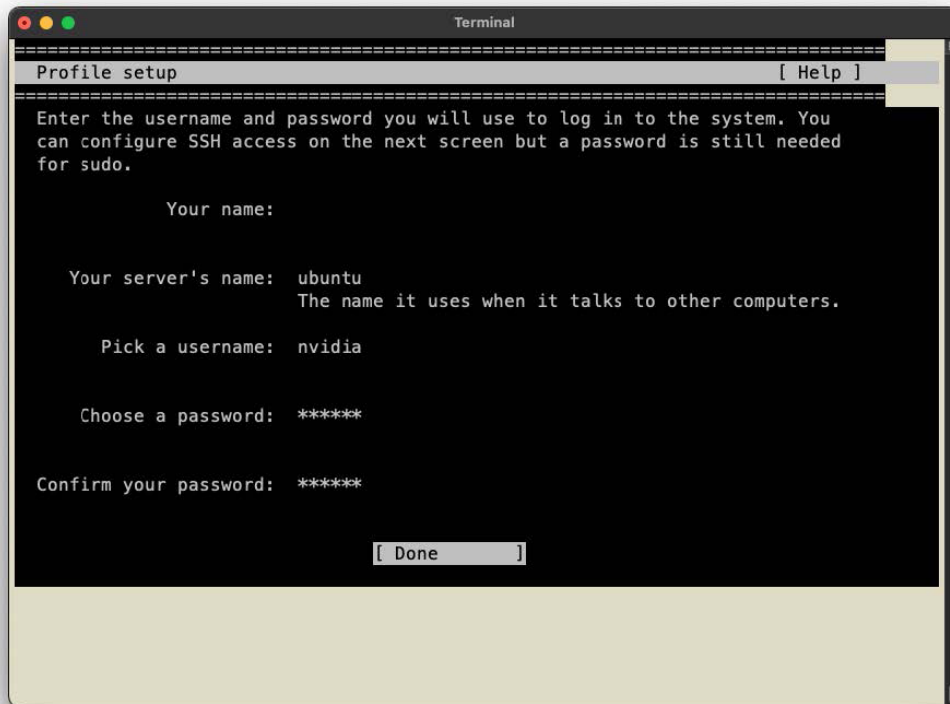 Terminal
================================================================================
Profile setup [ Help ]
================================================================================
Enter the username and password you will use to log in to the system. You
can configure SSH access on the next screen but a password is still needed
for sudo.
Your name:
Your server's name: ubuntu
The name it uses when it talks to other computers.
Pick a username: nvidia
Choose a password: ******
Confirm your password: ******
[ Done ]